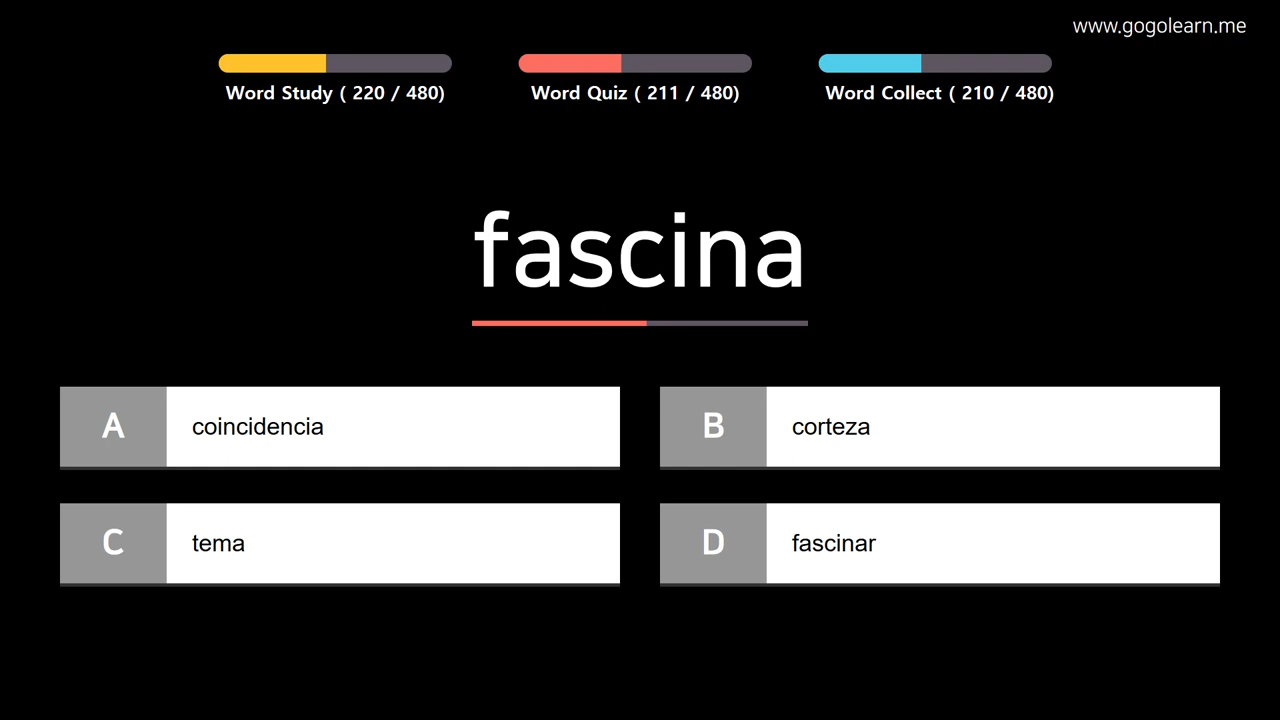 www.gogolearn.me
Word Study ( 220 / 480)
Word Quiz ( 211 / 480)
Word Collect ( 210 / 480)
fascina
A coincidencia
B corteza
C tema
D fascinar